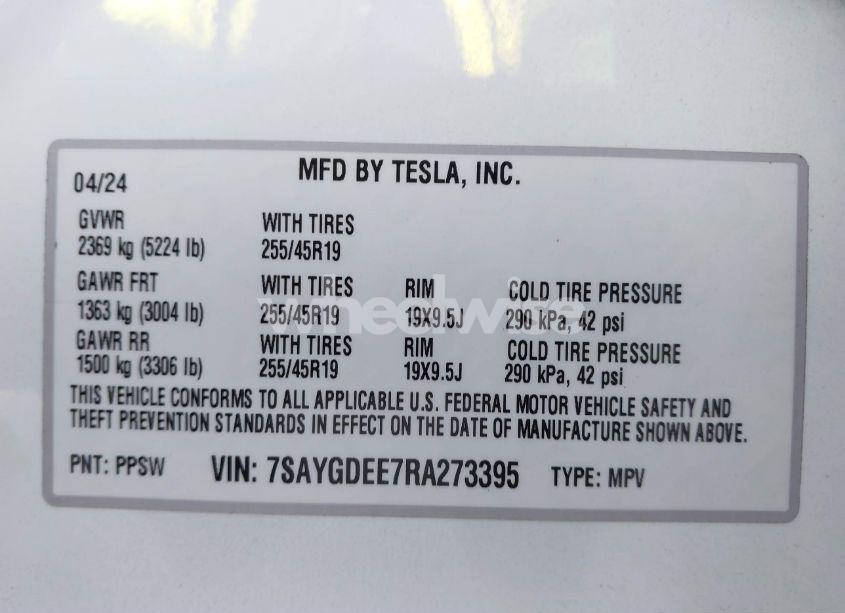 MFD BY TESLA, INC.
04/24
GVWR WITH TIRES
2369 kg (5224 lb) 255/45R19
GAWR FRT WITH TIRES RIM COLD TIRE PRESSURE
1363 kg (3004 lb) 255/45R19 19X9.5J 290 kPa, 42 psi
GAWR RR WITH TIRES RIM COLD TIRE PRESSURE
1500 kg (3306 lb) 255/45R19 19X9.5J 290 kPa, 42 psi
THIS VEHICLE CONFORMS TO ALL APPLICABLE U.S. FEDERAL MOTOR VEHICLE SAFETY AND
THEFT PREVENTION STANDARDS IN EFFECT ON THE DATE OF MANUFACTURE SHOWN ABOVE.
PNT: PPSW VIN: 7SAYGDEE7RA273395 TYPE: MPV
wheelwire